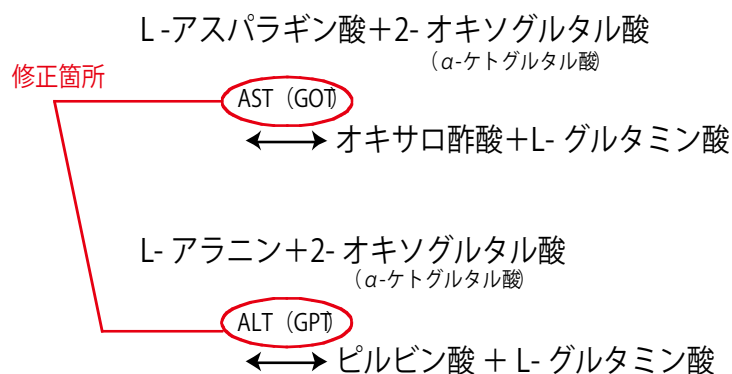 L -アスパラギン酸＋2- オキソグルタル酸
（α-ケトグルタル酸）
修正箇所
AST（GOT）
オキサロ酢酸＋L- グルタミン酸
L- アラニン＋2- オキソグルタル酸
（α-ケトグルタル酸）
ALT（GPT）
ピルビン酸 + L- グルタミン酸